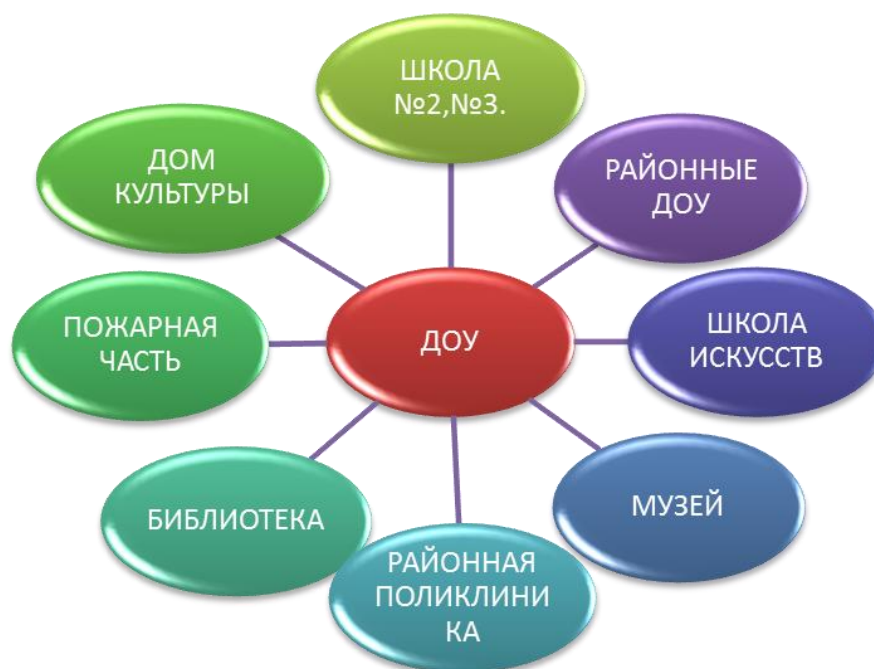 ШКОЛА
№2,№3.
РАЙОННЫЕ
ДОУ
ШКОЛА
ИСКУССТВ
МУЗЕЙ
РАЙОННАЯ
ПОЛИКЛИНИ
КА
БИБЛИОТЕКА
ПОЖАРНАЯ
ЧАСТЬ
ДОМ
КУЛЬТУРЫ
ДОУ